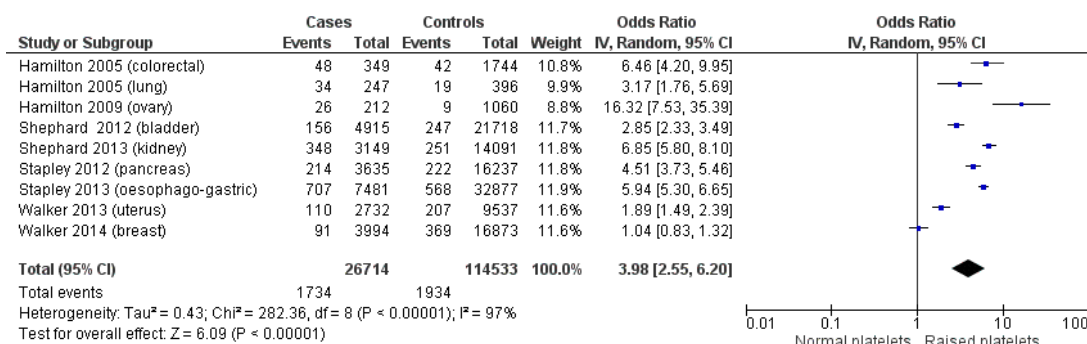 Cases Controls Odds Ratio Odds Ratio
Study or Subgroup Events Total Events Total Weight IV, Random, 95% CI IV, Random, 95% CI
Hamilton 2005 (colorectal) 48 349 42 1744 10.8% 6.46 [4.20, 9.95]
Hamilton 2005 (lung) 34 247 19 396 9.9% 3.17 [1.76, 5.69]
Hamilton 2009 (ovary) 26 212 9 1060 8.8% 16.32 [7.53, 35.39]
Shephard 2012 (bladder) 156 4915 247 21718 11.7% 2.85 [2.33, 3.49]
Shephard 2013 (kidney) 348 3149 251 14091 11.8% 6.85 [5.80, 8.10]
Stapley 2012 (pancreas) 214 3635 222 16237 11.8% 4.51 [3.73, 5.46]
Stapley 2013 (oesophago-gastric) 707 7481 568 32877 11.9% 5.94 [5.30, 6.65]
Walker 2013 (uterus) 110 2732 207 9537 11.6% 1.89 [1.49, 2.39]
Walker 2014 (breast) 91 3994 369 16873 11.6% 1.04 [0.83, 1.32]
Total (95% CI) 26714 114533 100.0% 3.98 [2.55, 6.20]
Total events 1734 1934
Heterogeneity: Tau² = 0.43; Chi² = 282.36, df = 8 (P < 0.00001); I² = 97%
Test for overall effect: Z = 6.09 (P < 0.00001)
0.01 0.1 1 10 100
Normal platelets Raised platelets